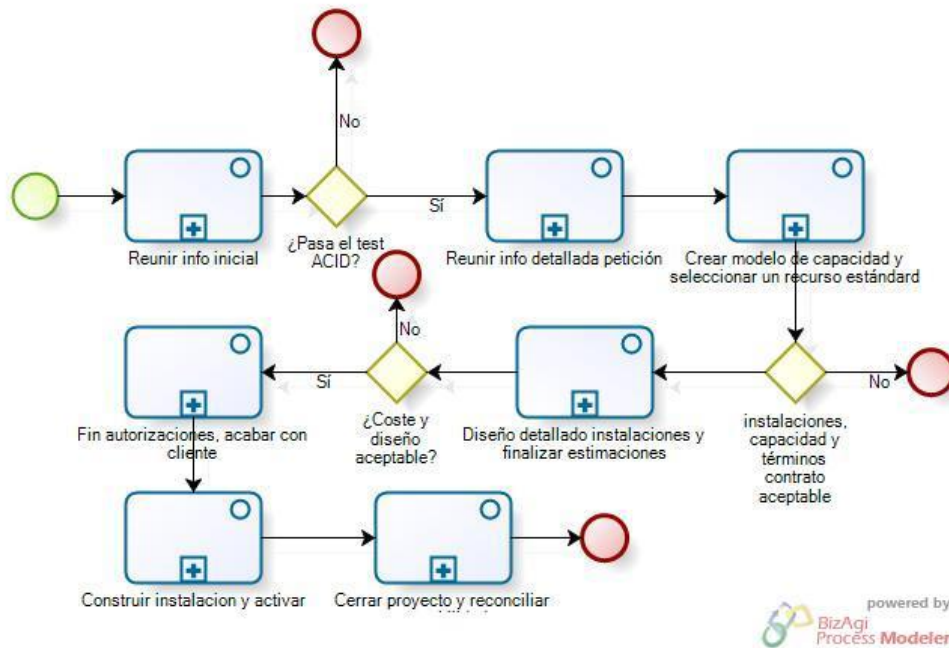 No
Sí
Reunir info inicial
¿Pasa el test
ACID?
Reunir info detallada petición
Crear modelo de capacidad y
seleccionar un recurso estándard
No
Sí
No
Fin autorizaciones, acabar con
cliente
¿Coste y
diseño
aceptable?
Diseño detallado instalaciones y
finalizar estimaciones
instalaciones,
capacidad y
términos
contrato
aceptable
Construir instalacion y activar
Cerrar proyecto y reconciliar
powered by
BizAgi
Process Modeler